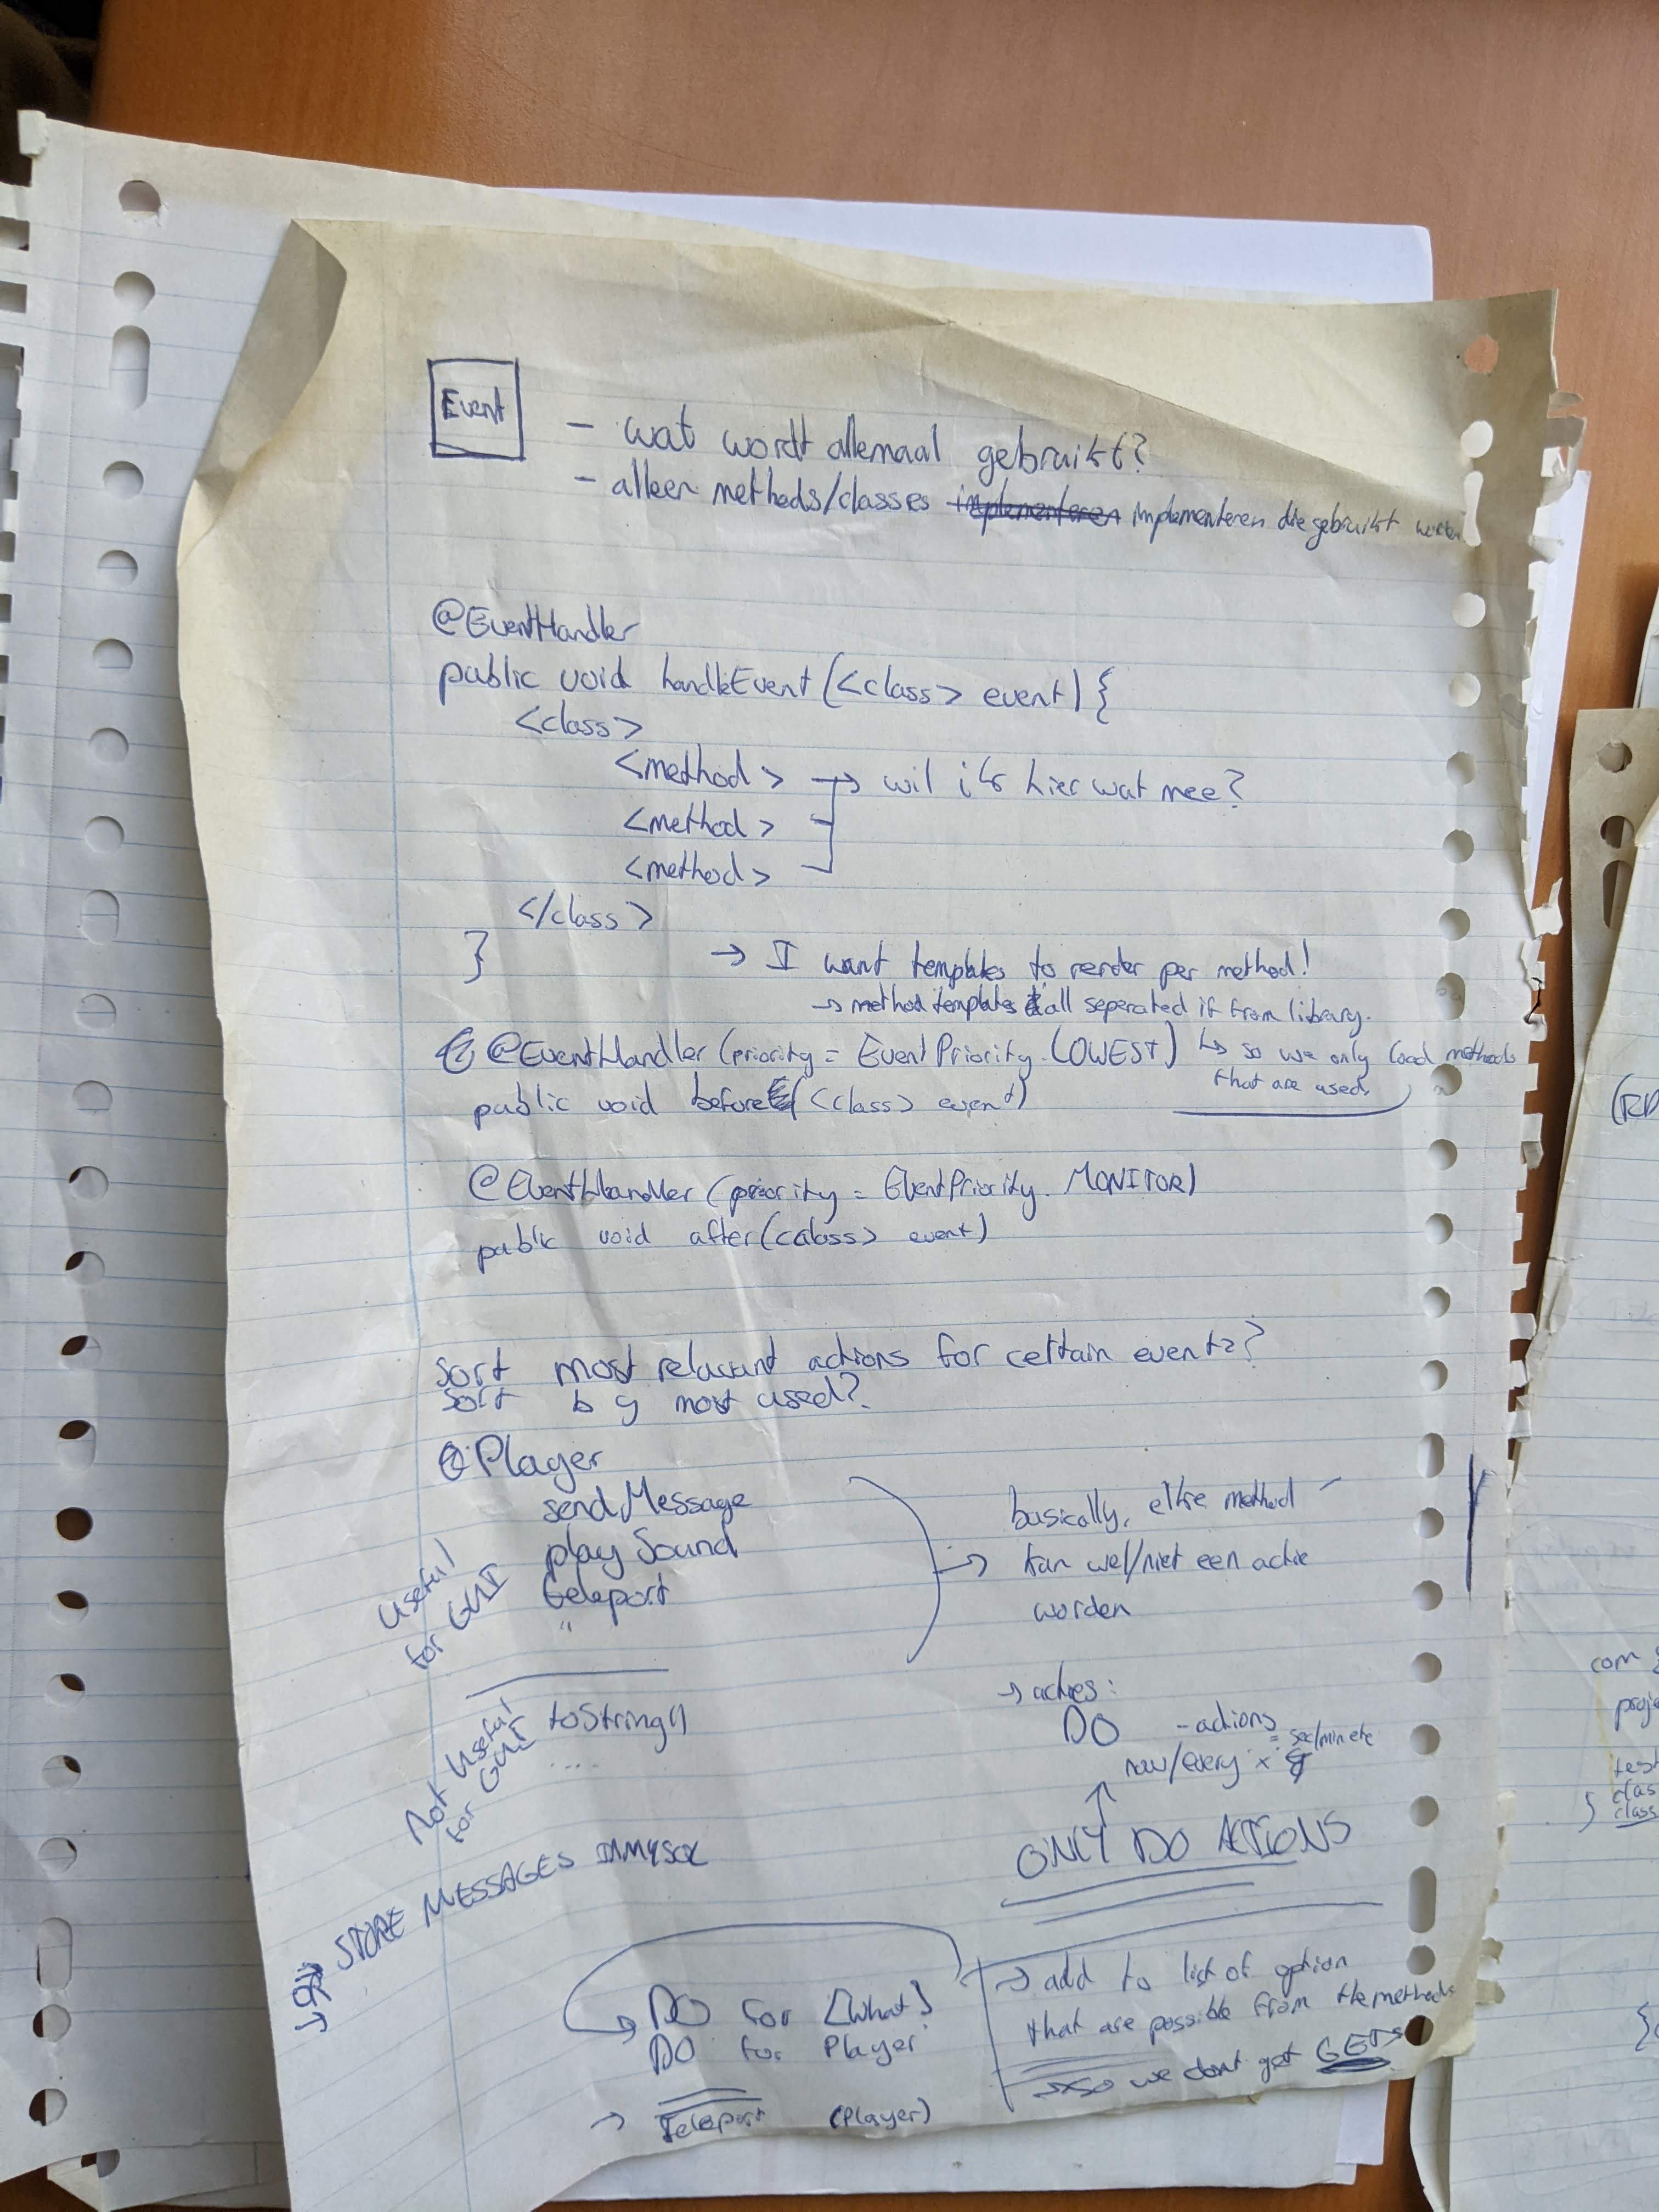 Event
- wat wordt allemaal gebruikt?
- alleen methods/classes implementeren implementeren die gebruikt worden
@EventHandler
public void handleEvent(<class> event){
<class>
<method> → wil ik hier wat mee?
<method>
<method>
</class>
}
→ I want templates to render per method!
→ method templates all seperated if from library.
↳ so we only load methods
that are used.
@EventHandler(priority = EventPriority.LOWEST)
public void before(<class> event)
@EventHandler(priority = EventPriority.MONITOR)
public void after(<class> event)
Sort most relevant actions for certain events?
Sort by most used?
Player
sendMessage
playSound
teleport
"
Useful
for GUI
basically, elke method
→ kan wel/niet een actie
worden
Not Useful
for GUI
toString()
....
→ acties:
DO - actions
now/every x = sec/min etc
ONLY DO ACTIONS
STORE MESSAGES IN MYSQL
DO for [What]
DO for Player
→ Teleport (Player)
→ add to list of option
that are possible from the methods
→ so we dont get GETs
com
proje
test
clas
class